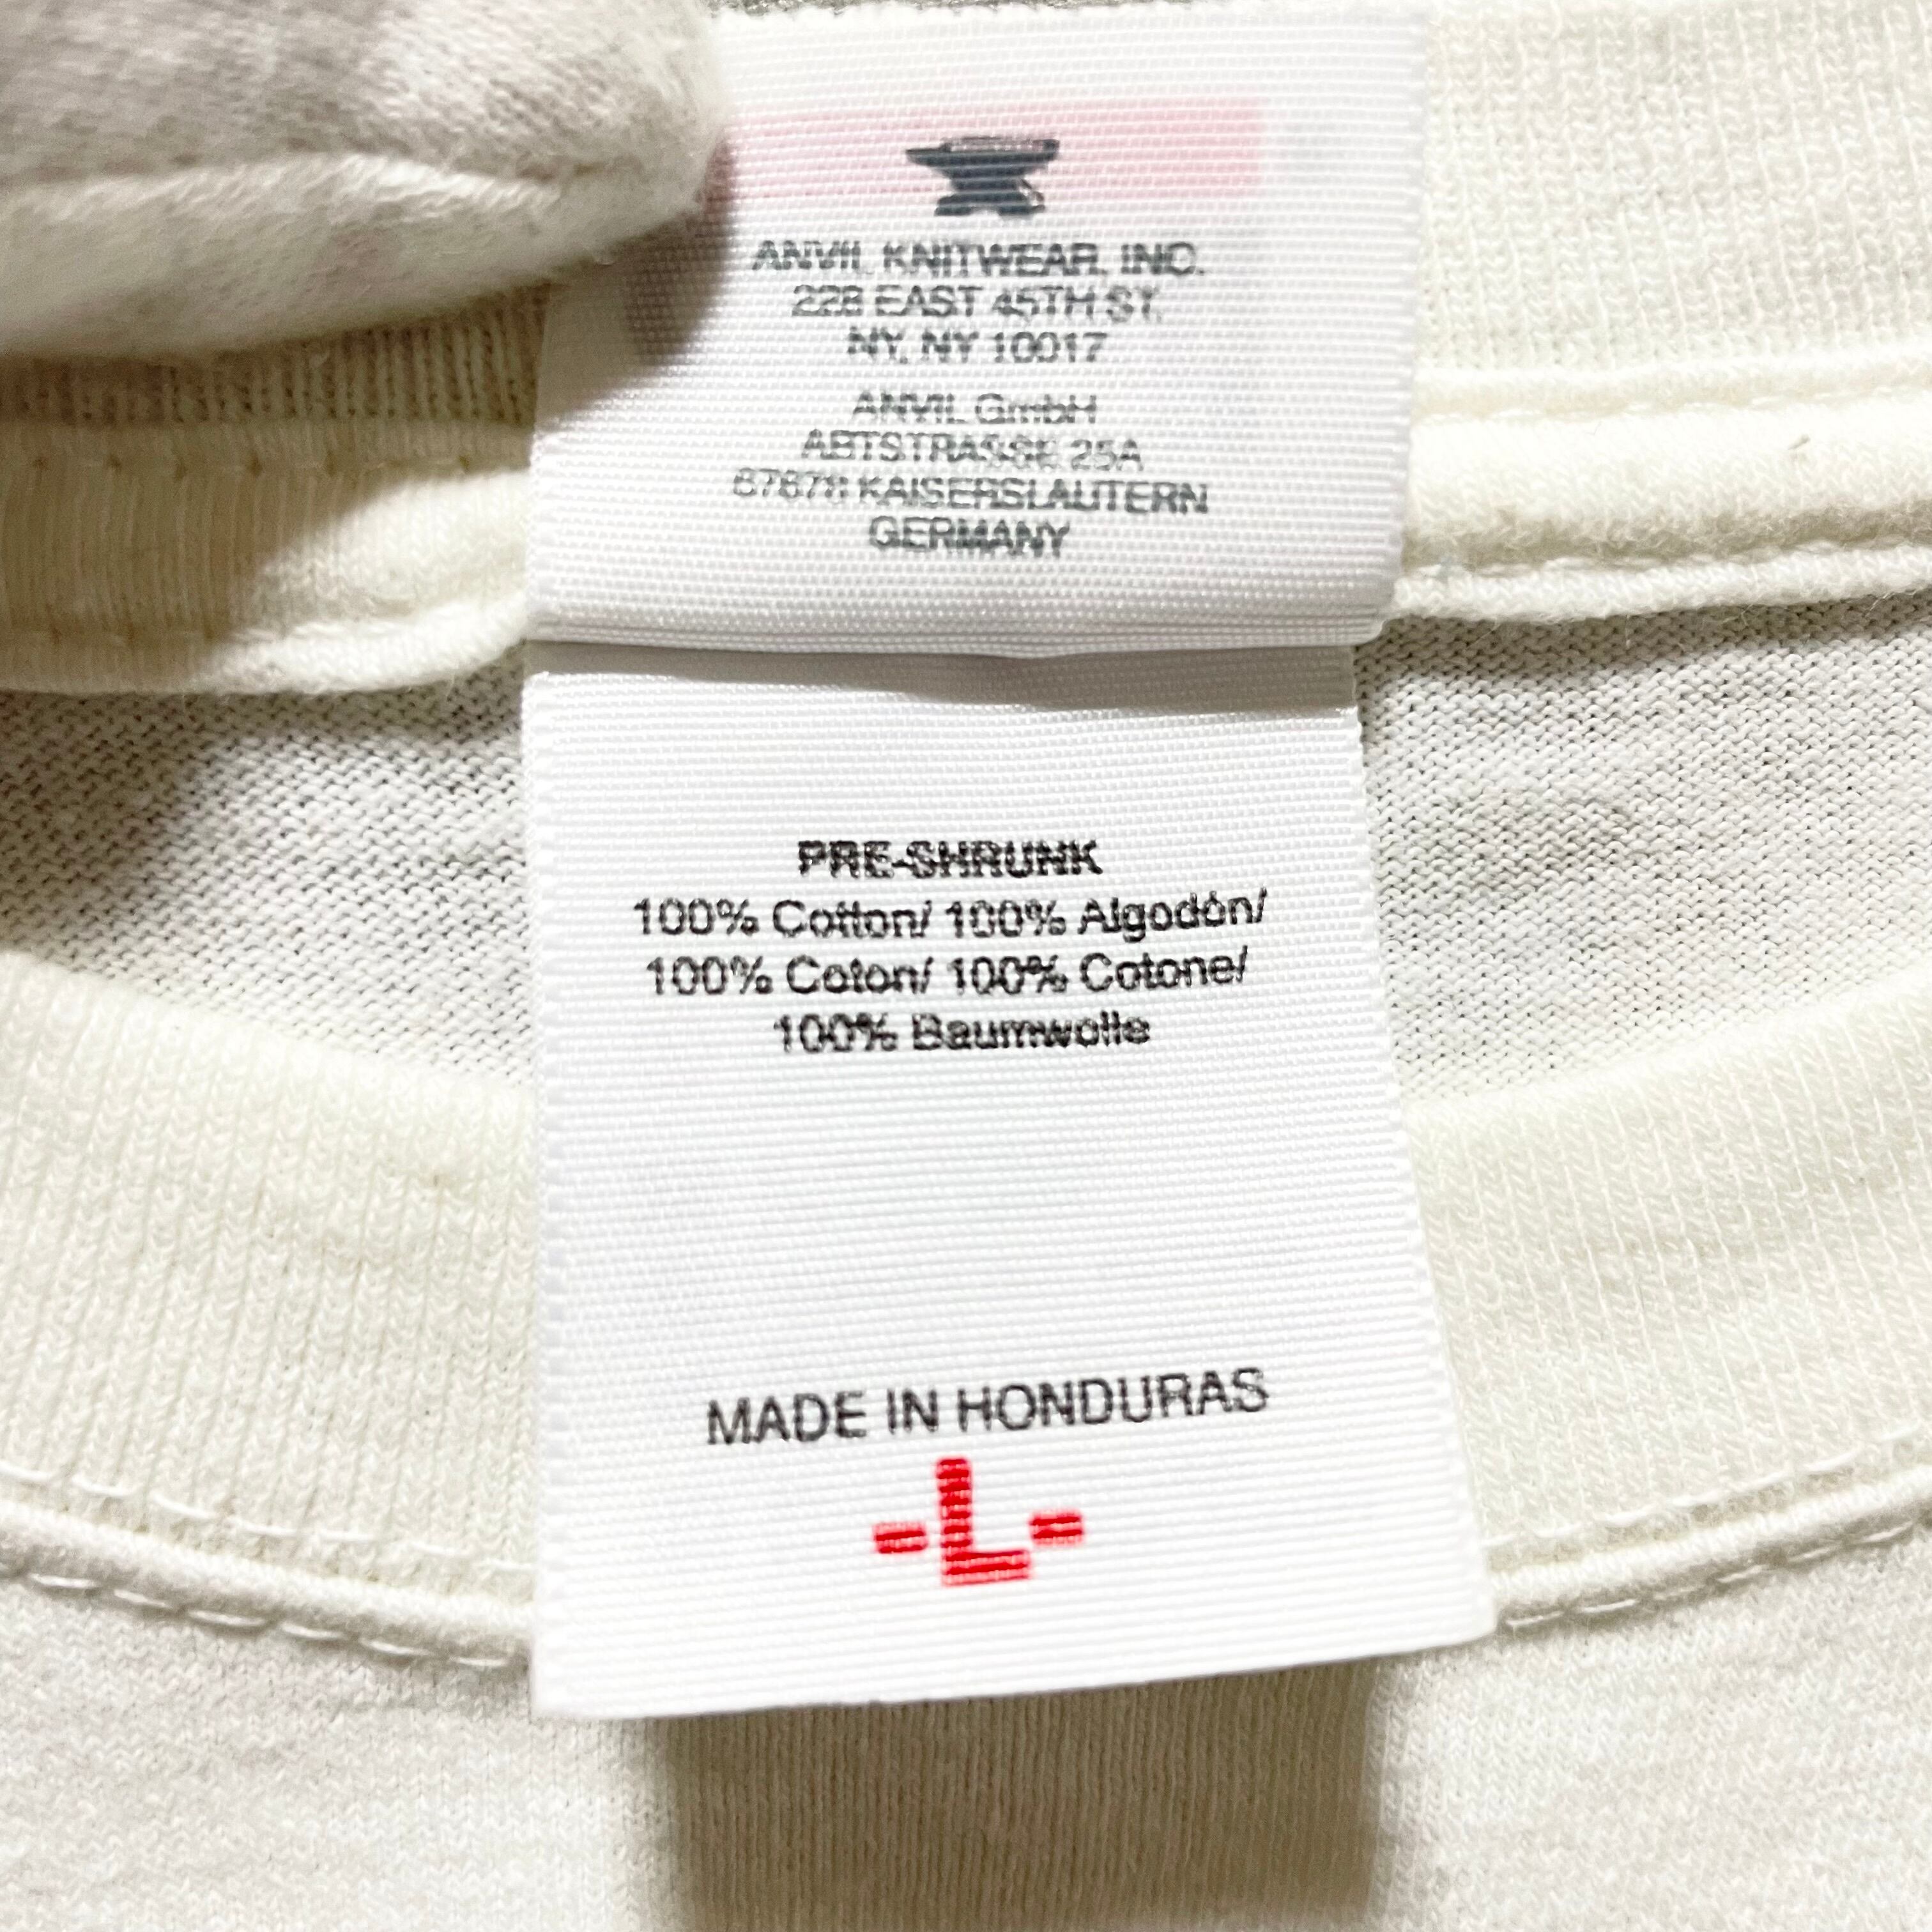 ANVIL KNITWEAR, INC.
228 EAST 45TH ST.
NY, NY 10017
ANVIL GmbH
ABTSTRASSE 25A
KAISERSLAUTERN
GERMANY
PRE-SHRUNK
100% Cotton/ 100% Algodón/
100% Coton/ 100% Cotone/
100% Baumwolle
MADE IN HONDURAS
-L-